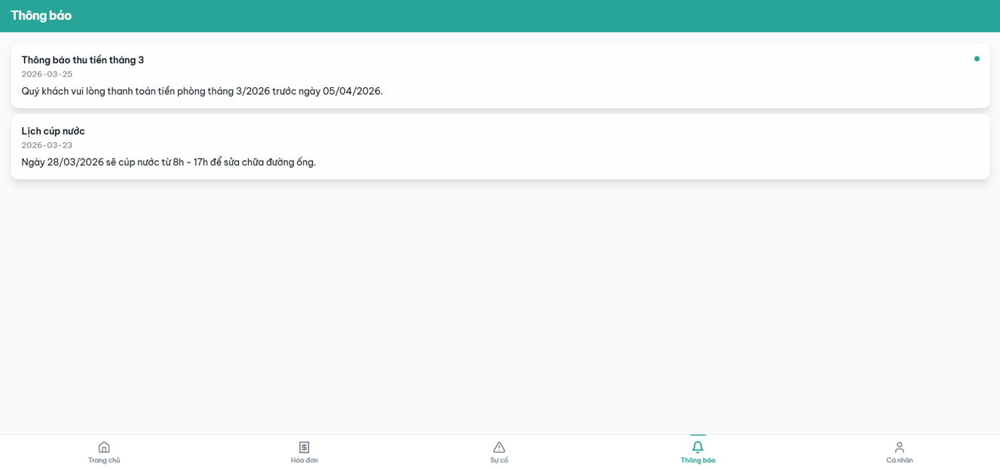 Thông báo
Thông báo thu tiền tháng 3
2026-03-25
Quý khách vui lòng thanh toán tiền phòng tháng 3/2026 trước ngày 05/04/2026.
Lịch cúp nước
2026-03-23
Ngày 28/03/2026 sẽ cúp nước từ 8h - 17h để sửa chữa đường ống.
Trang chủ
Hóa đơn
Sự cố
Thông báo
Cá nhân